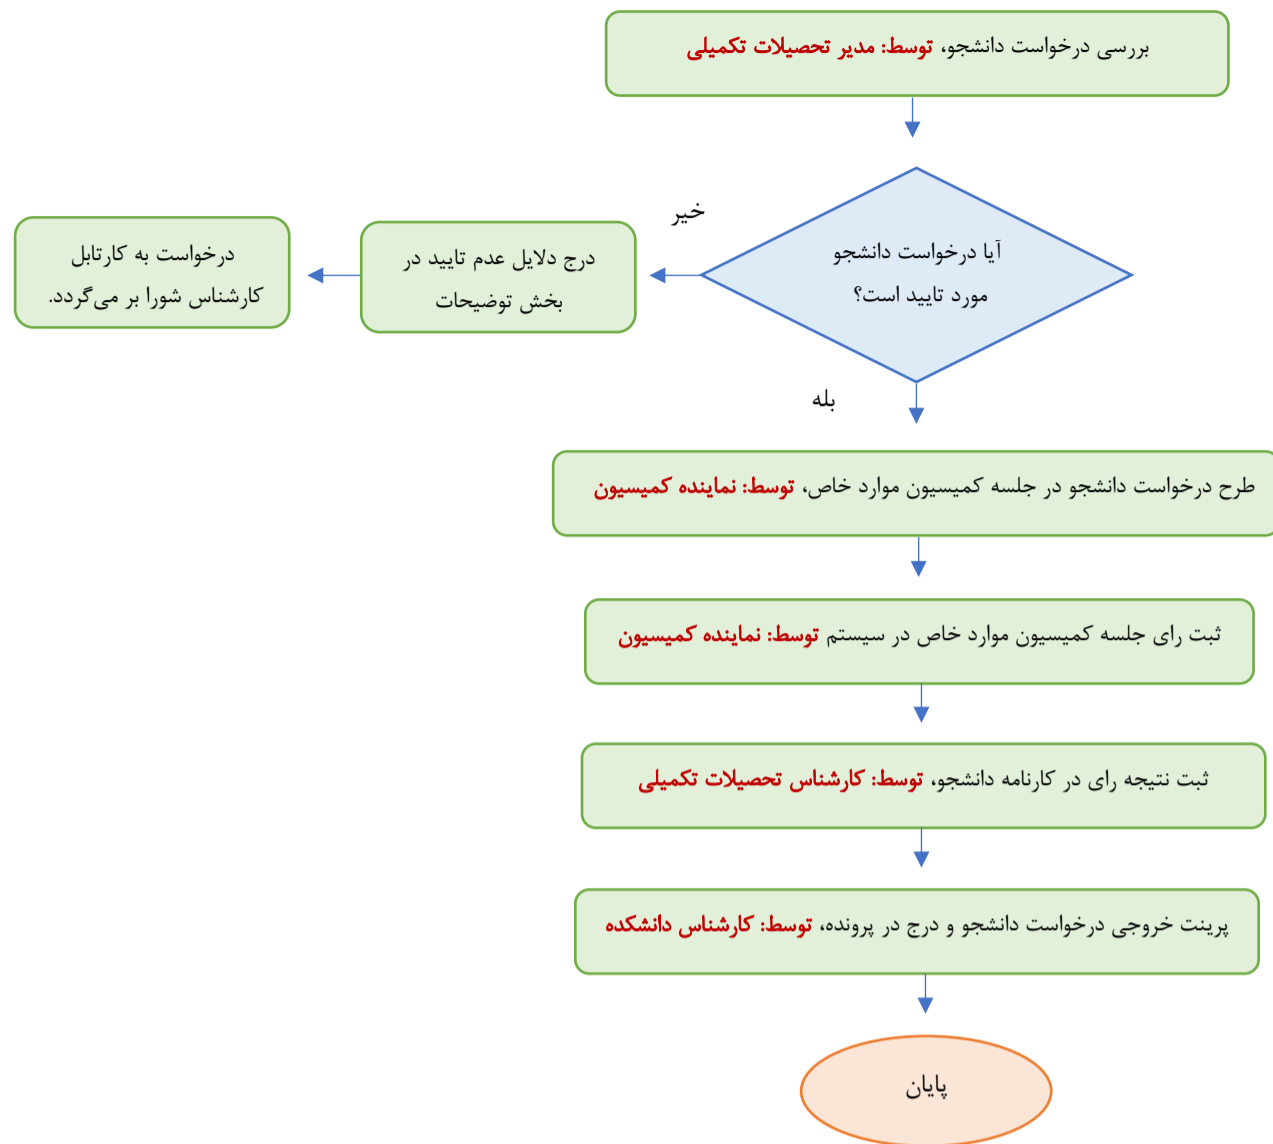 بررسی درخواست دانشجو، توسط: مدیر تحصیلات تکمیلی
آیا درخواست دانشجو
مورد تایید است؟
خیر
درج دلایل عدم تایید در
بخش توضیحات
درخواست به کارتابل
کارشناس شورا بر می‌گردد.
بله
طرح درخواست دانشجو در جلسه کمیسیون موارد خاص، توسط: نماینده کمیسیون
ثبت رای جلسه کمیسیون موارد خاص در سیستم توسط: نماینده کمیسیون
ثبت نتیجه رای در کارنامه دانشجو، توسط: کارشناس تحصیلات تکمیلی
پرینت خروجی درخواست دانشجو و درج در پرونده، توسط: کارشناس دانشکده
پایان